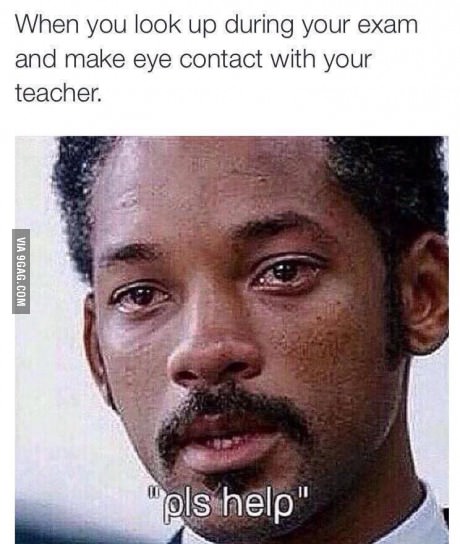 When you look up during your exam
and make eye contact with your
teacher.
VIA 9GAG.COM
"pls help"